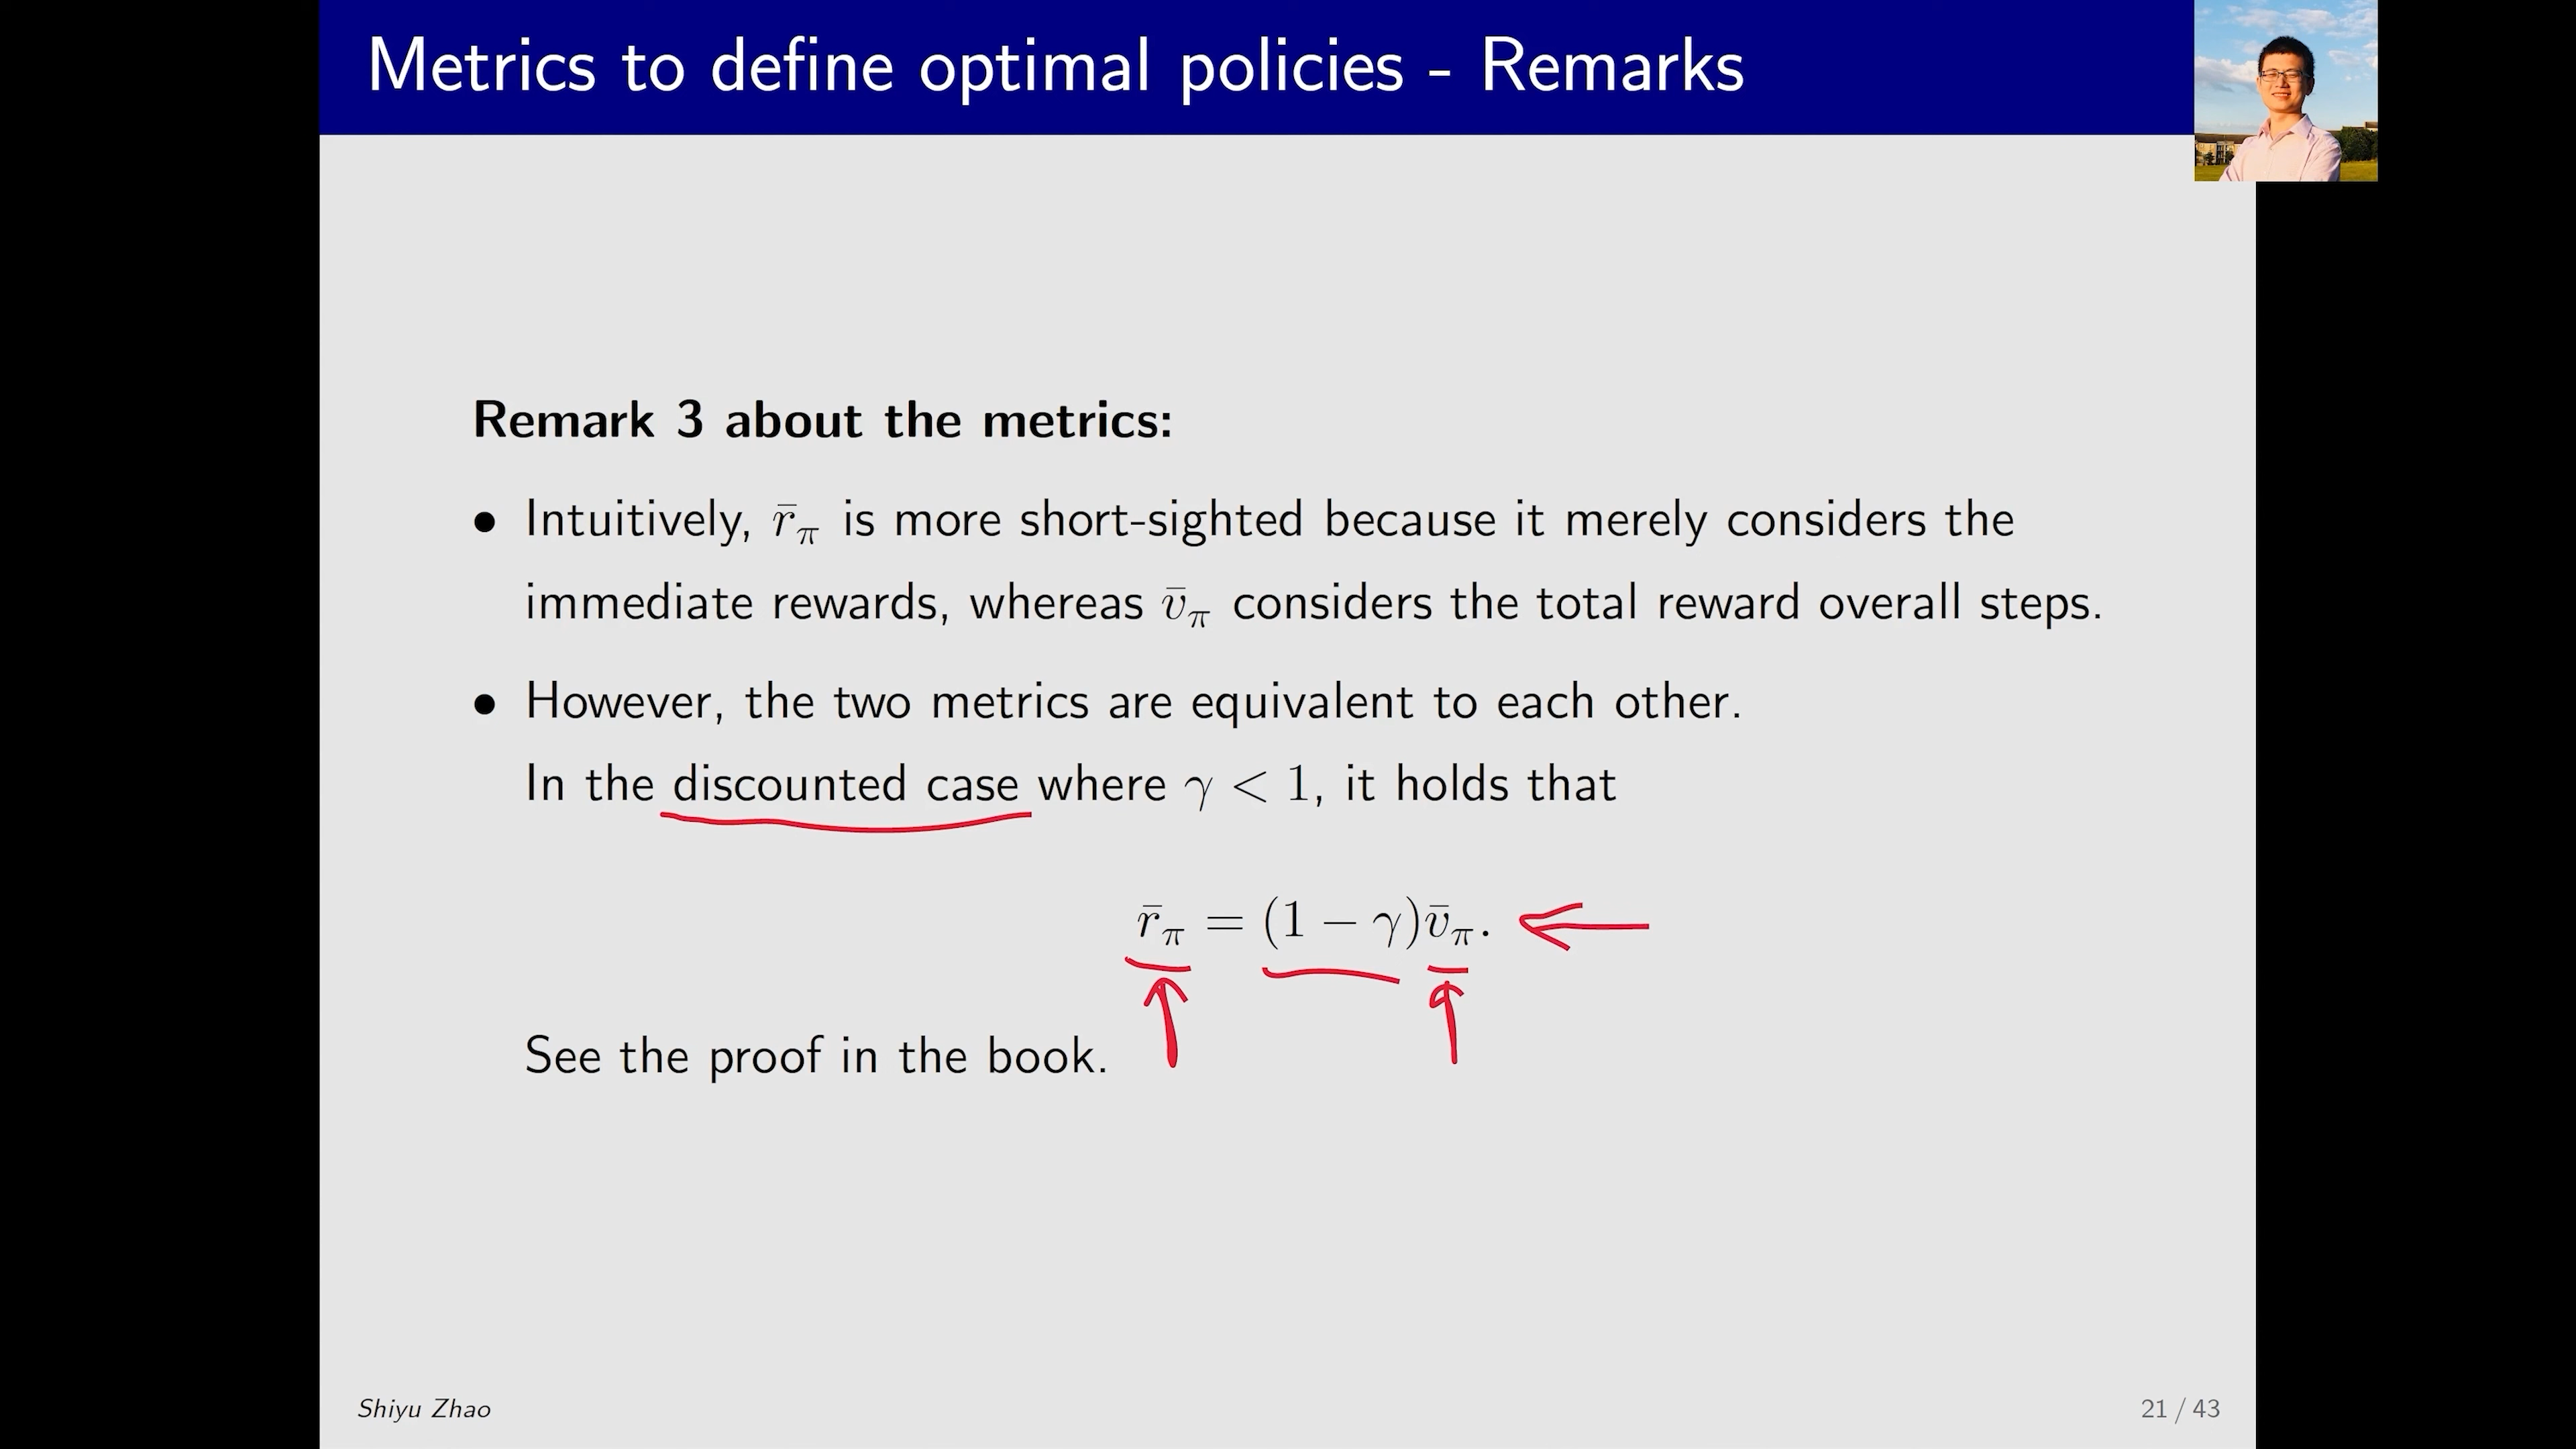 Metrics to define optimal policies - Remarks
Remark 3 about the metrics:
• Intuitively, r̄π is more short-sighted because it merely considers the
immediate rewards, whereas v̄π considers the total reward overall steps.
• However, the two metrics are equivalent to each other.
In the discounted case where γ < 1, it holds that
r̄π = (1 − γ)v̄π.
See the proof in the book.
Shiyu Zhao
21 / 43